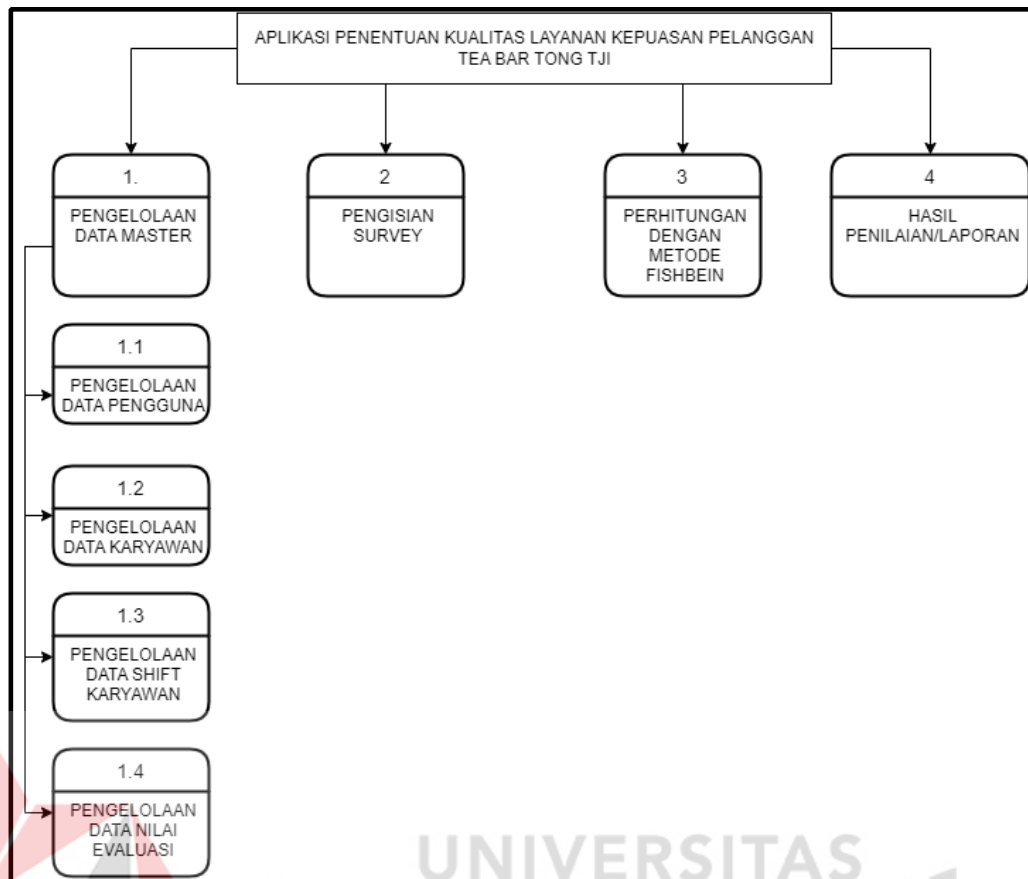 APLIKASI PENENTUAN KUALITAS LAYANAN KEPUASAN PELANGGAN
TEA BAR TONG TJI
1.
PENGELOLAAN
DATA MASTER
2
PENGISIAN
SURVEY
3
PERHITUNGAN
DENGAN
METODE
FISHBEIN
4
HASIL
PENILAIAN/LAPORAN
1.1
PENGELOLAAN
DATA PENGGUNA
1.2
PENGELOLAAN
DATA KARYAWAN
1.3
PENGELOLAAN
DATA SHIFT
KARYAWAN
1.4
PENGELOLAAN
DATA NILAI
EVALUASI
UNIVERSITAS